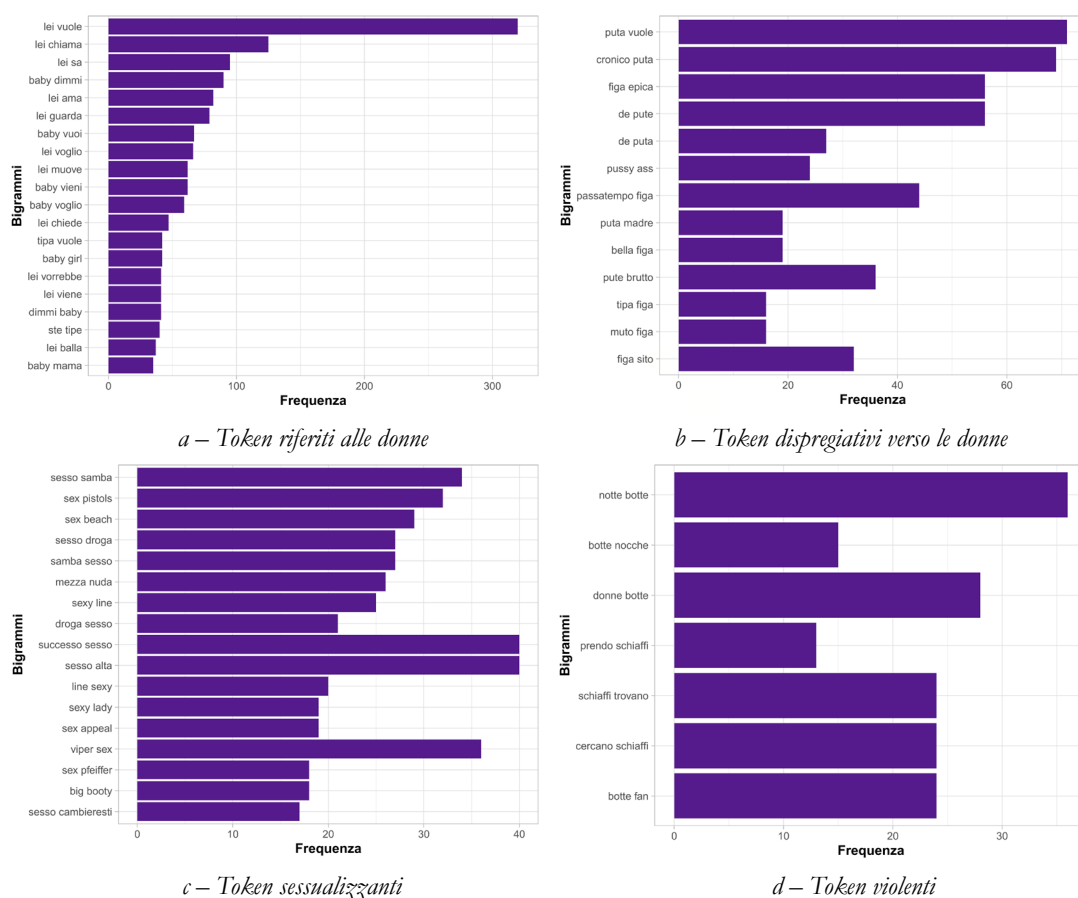 Bigrammi
lei vuole
lei chiama
lei sa
baby dimmi
lei ama
lei guarda
baby vuoi
lei voglio
lei muove
baby vieni
baby voglio
lei chiede
tipa vuole
baby girl
lei vorrebbe
lei viene
dimmi baby
ste tipe
lei balla
baby mama
0 100 200 300
Frequenza
a – Token riferiti alle donne
Bigrammi
puta vuole
cronico puta
figa epica
de pute
de puta
pussy ass
passatempo figa
puta madre
bella figa
pute brutto
tipa figa
muto figa
figa sito
0 20 40 60
Frequenza
b – Token dispregiativi verso le donne
Bigrammi
sesso samba
sex pistols
sex beach
sesso droga
samba sesso
mezza nuda
sexy line
droga sesso
successo sesso
sesso alta
line sexy
sexy lady
sex appeal
viper sex
sex pfeiffer
big booty
sesso cambieresti
0 10 20 30 40
Frequenza
c – Token sessualizzanti
Bigrammi
notte botte
botte nocche
donne botte
prendo schiaffi
schiaffi trovano
cercano schiaffi
botte fan
0 10 20 30
Frequenza
d – Token violenti